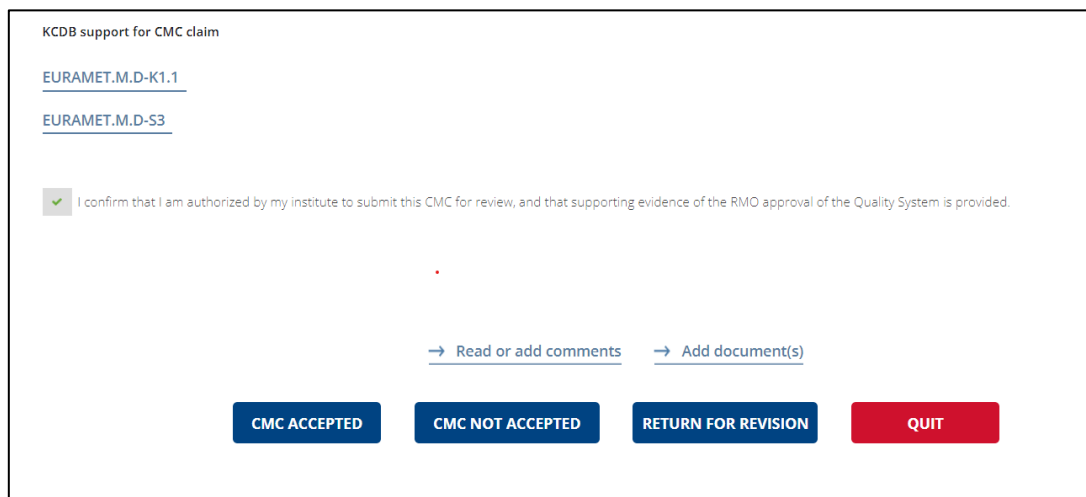 KCDB support for CMC claim
EURAMET.M.D-K1.1
EURAMET.M.D-S3
I confirm that I am authorized by my institute to submit this CMC for review, and that supporting evidence of the RMO approval of the Quality System is provided.
→ Read or add comments → Add document(s)
CMC ACCEPTED CMC NOT ACCEPTED RETURN FOR REVISION QUIT